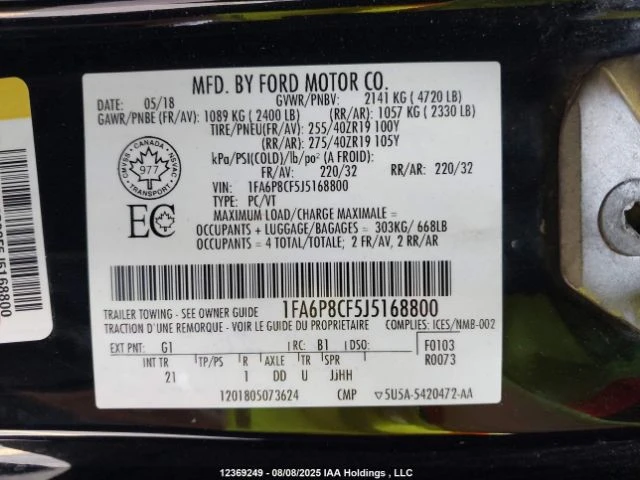 MFD. BY FORD MOTOR CO.
DATE: 05/18 GVWR/PNBV: 2141 KG ( 4720 LB)
GAWR/PNBE (FR/AV): 1089 KG ( 2400 LB) (RR/AR): 1057 KG ( 2330 LB)
TIRE/PNEU(FR/AV): 255/40ZR19 100Y
(RR/AR): 275/40ZR19 105Y
kPa/PSI(COLD)/lb/po² (A FROID):
FR/AV: 220/32 RR/AR: 220/32
VIN: 1FA6P8CF5J5168800
TYPE: PC/VT
MAXIMUM LOAD/CHARGE MAXIMALE =
OCCUPANTS + LUGGAGE/BAGAGES = 303KG/ 668LB
OCCUPANTS = 4 TOTAL/TOTALE; 2 FR/AV, 2 RR/AR
CANADA
CMVSS NSVAC
977
TRANSPORT
EC
TRAILER TOWING - SEE OWNER GUIDE 1FA6P8CF5J5168800
TRACTION D'UNE REMORQUE - VOIR LE GUIDE DU PROPRIÉTAIRE COMPLIES: ICES/NMB-002
EXT PNT: G1 RC: B1 DSO: F0103
INT TR TP/PS R AXLE TR SPR R0073
21 1 DD U JJHH
1201805073624 CMP ▽5U5A-5420472-AA
J5168800
12369249 - 08/08/2025 IAA Holdings , LLC